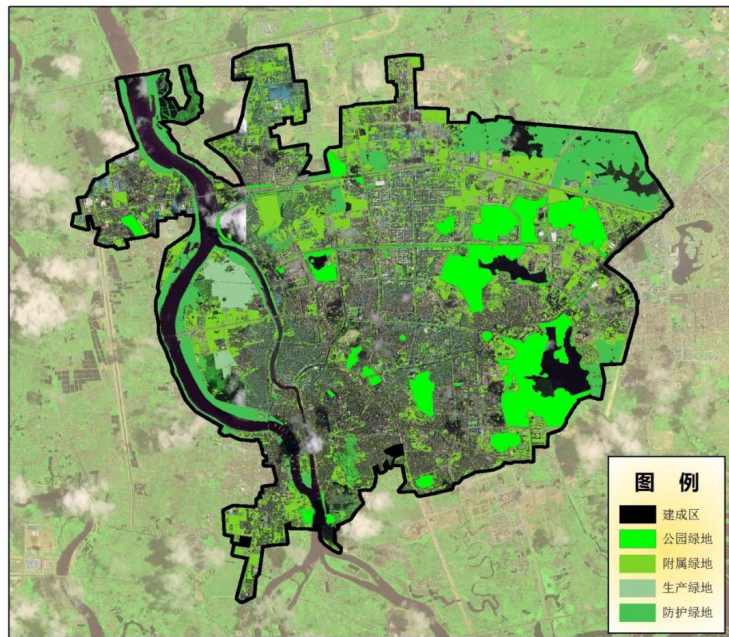 图 例
建成区
公园绿地
附属绿地
生产绿地
防护绿地